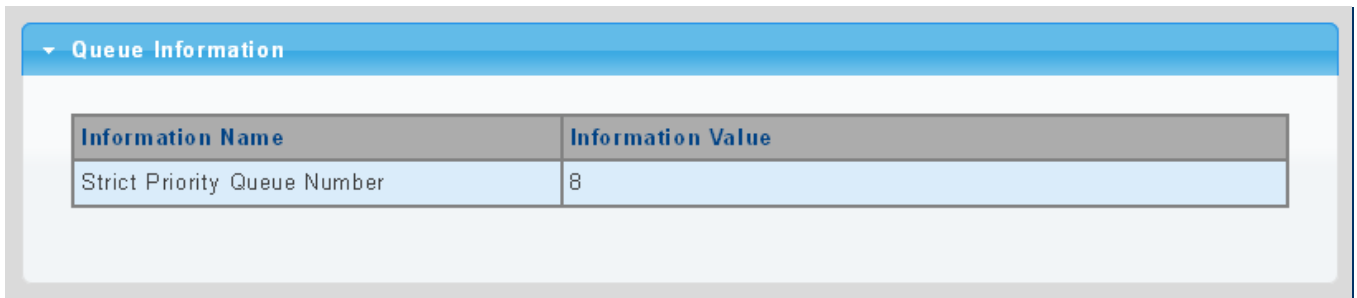 Queue Information
Information Name Information Value
Strict Priority Queue Number 8